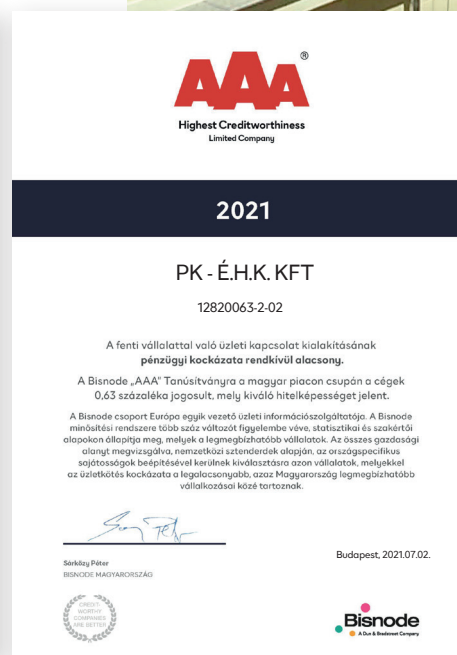 AAA®
Highest Creditworthiness
Limited Company
2021
PK - É.H.K. KFT
12820063-2-02
A fenti vállalattal való üzleti kapcsolat kialakításának
pénzügyi kockázata rendkívül alacsony.
A Bisnode „AAA” Tanúsítványra a magyar piacon csupán a cégek
0,63 százaléka jogosult, mely kiváló hitelképességet jelent.
A Bisnode csoport Európa egyik vezető üzleti információszolgáltatója. A Bisnode
minősítési rendszere több száz változót figyelembe véve, statisztikai és szakértői
alapokon állapítja meg, melyek a legmegbízhatóbb vállalatok. Az összes gazdasági
alanyt megvizsgálva, nemzetközi sztenderdek alapján, az országspecifikus
sajátosságok beépítésével kerülnek kiválasztásra azon vállalatok, melyekkel
az üzletkötés kockázata a legalacsonyabb, azaz Magyarország legmegbízhatóbb
vállalkozásai közé tartoznak.
Budapest, 2021.07.02.
Sárközy Péter
BISNODE MAGYARORSZÁG
CREDIT-
WORTHY
COMPANIES
ARE BETTER
Bisnode
A Dun & Bradstreet Company